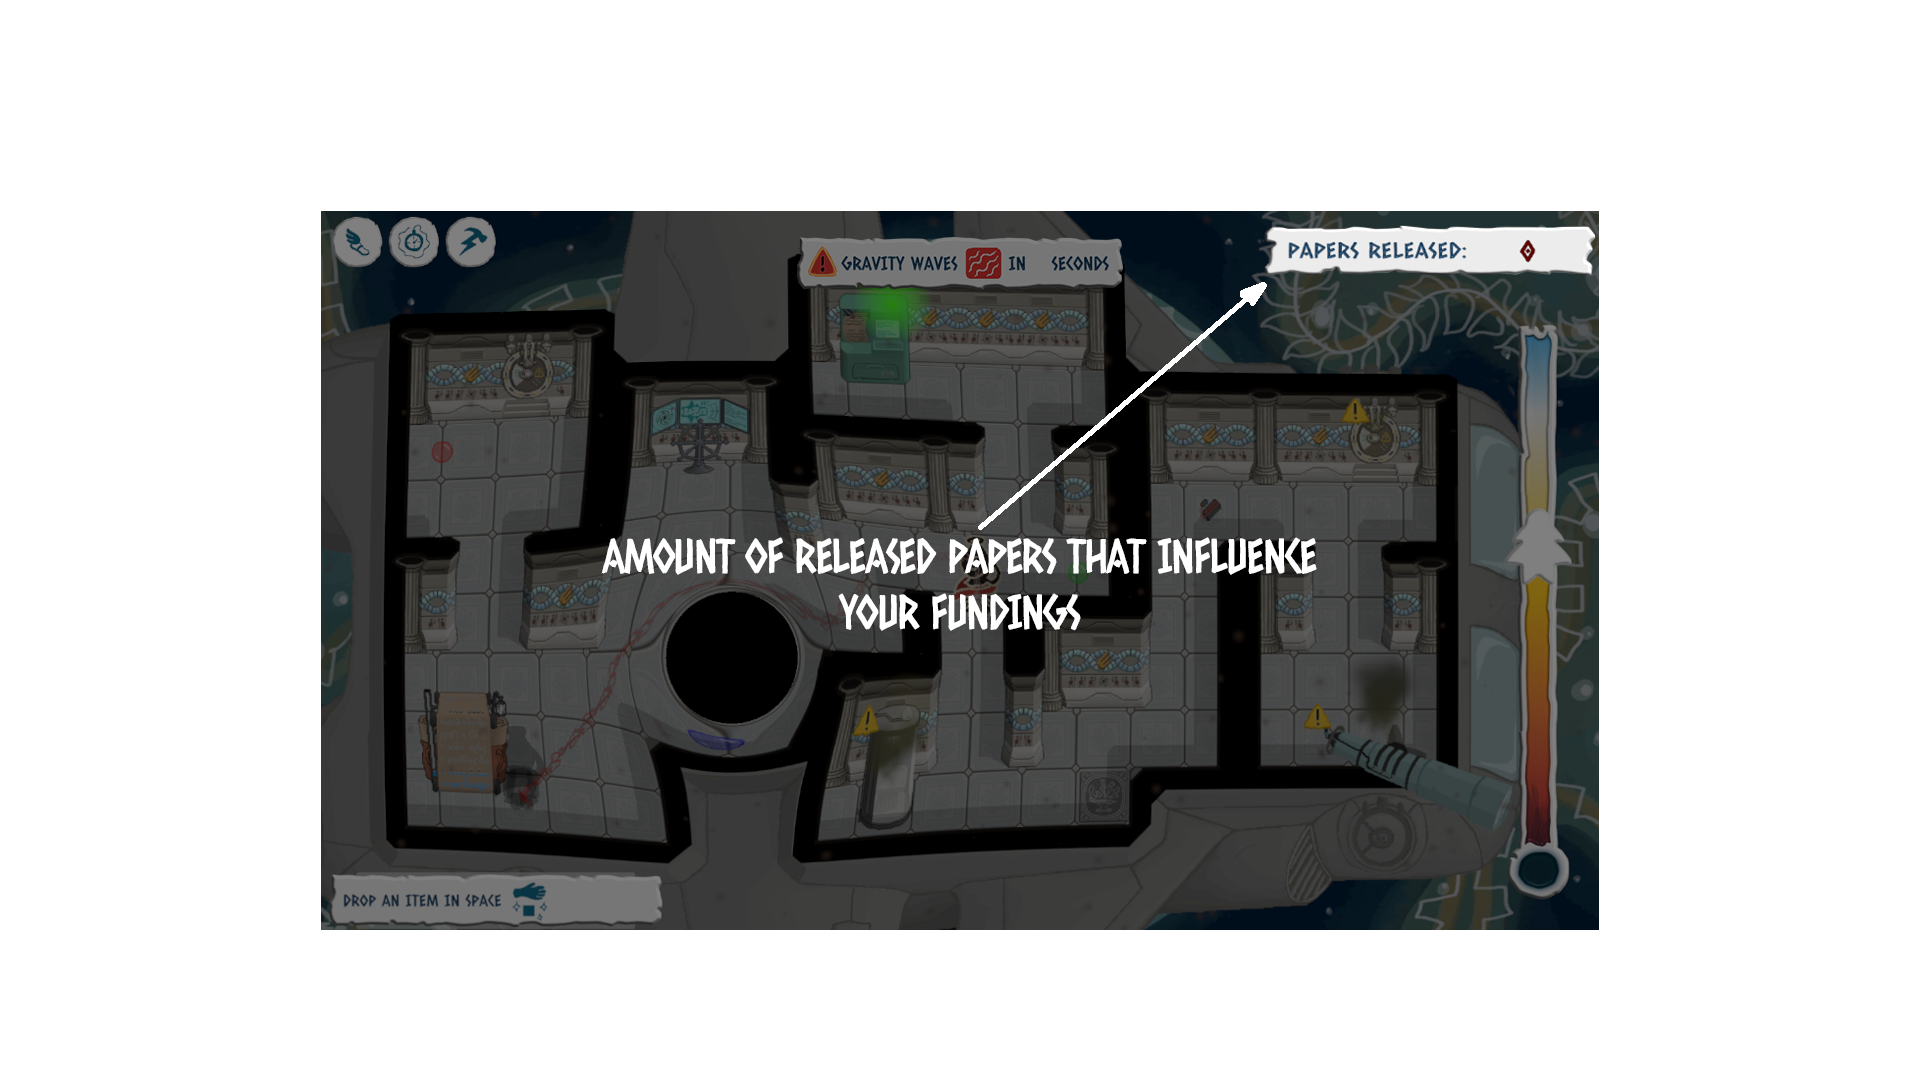 PAPERS RELEASED:
GRAVITY WAVES IN SECONDS
AMOUNT OF RELEASED PAPERS THAT INFLUENCE
YOUR FUNDINGS
DROP AN ITEM IN SPACE